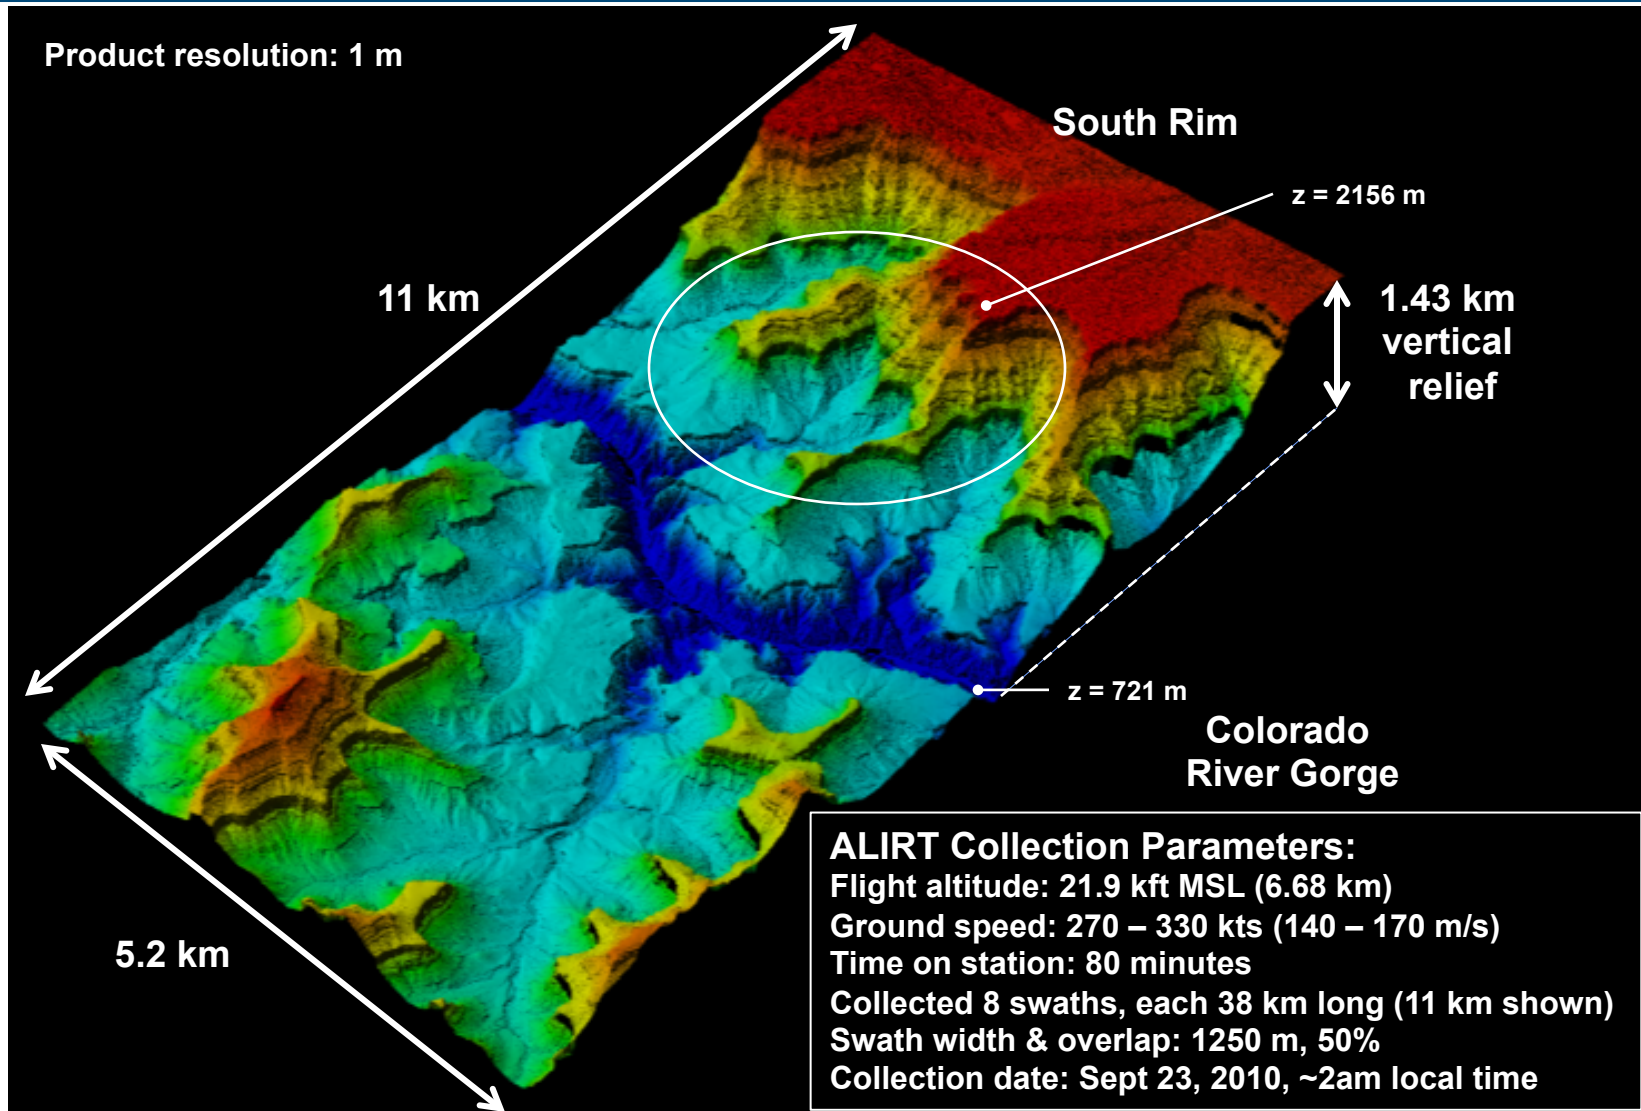 Product resolution: 1 m
South Rim
z = 2156 m
11 km
1.43 km
vertical
relief
z = 721 m
Colorado
River Gorge
5.2 km
ALIRT Collection Parameters:
Flight altitude: 21.9 kft MSL (6.68 km)
Ground speed: 270 – 330 kts (140 – 170 m/s)
Time on station: 80 minutes
Collected 8 swaths, each 38 km long (11 km shown)
Swath width & overlap: 1250 m, 50%
Collection date: Sept 23, 2010, ~2am local time